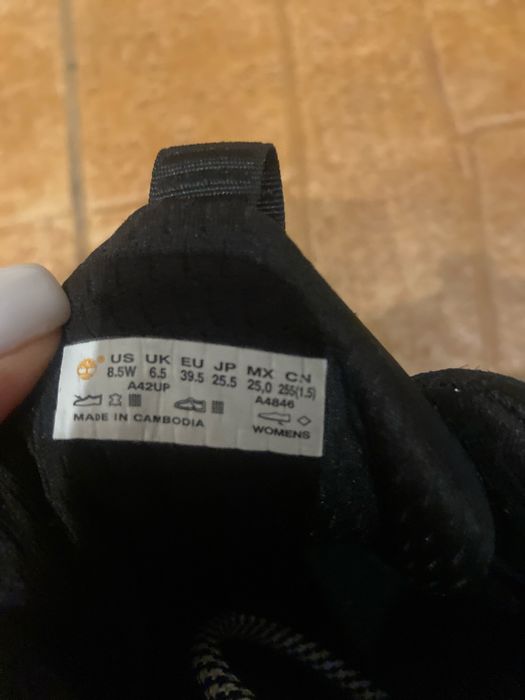 US UK EU JP MX CN
8.5W 6.5 39.5 25.5 25,0 255(1.5)
A42UP A4846
MADE IN CAMBODIA WOMENS